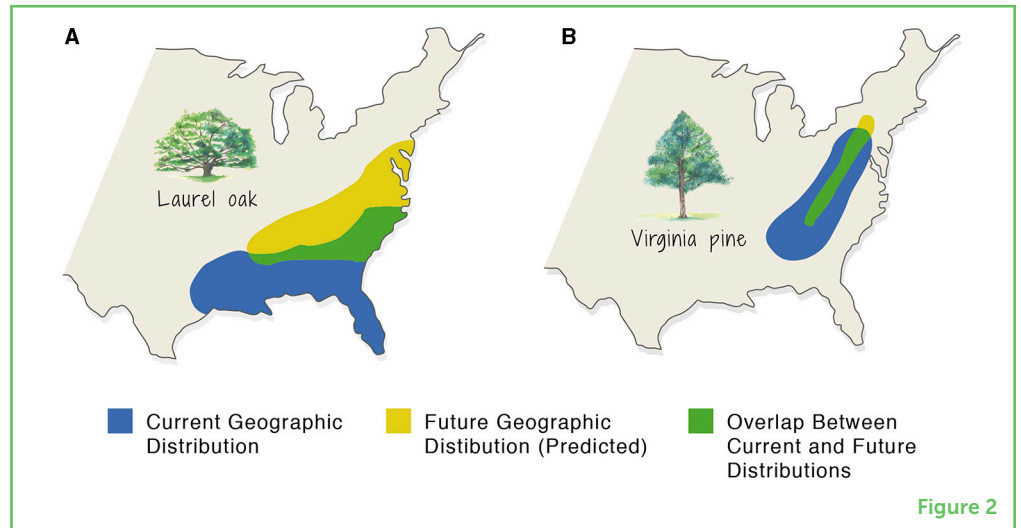 A
B
Laurel oak
Virginia pine
Current Geographic
Distribution
Future Geographic
Distibution (Predicted)
Overlap Between
Current and Future
Distributions
Figure 2